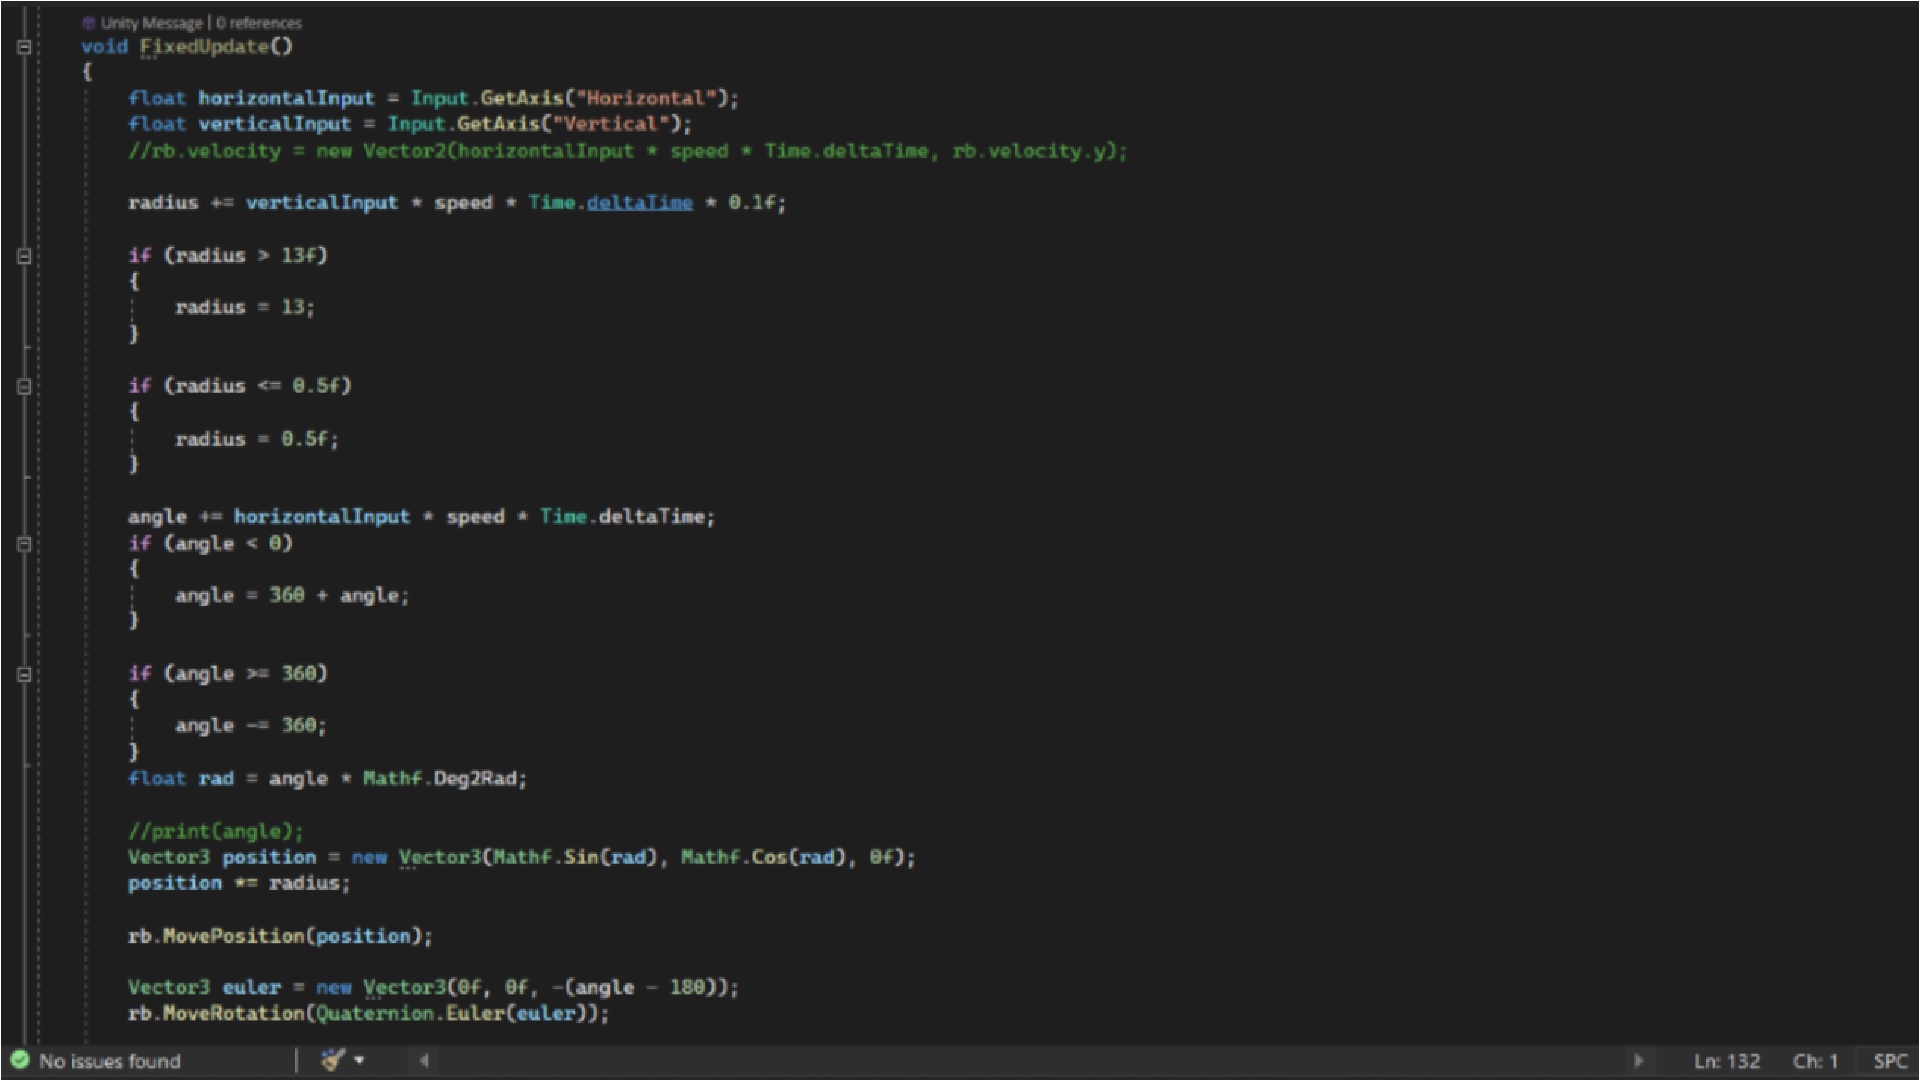 Unity Message | 0 references
void FixedUpdate()
{
float horizontalInput = Input.GetAxis("Horizontal");
float verticalInput = Input.GetAxis("Vertical");
//rb.velocity = new Vector2(horizontalInput * speed * Time.deltaTime, rb.velocity.y);
radius += verticalInput * speed * Time.deltaTime * 0.1f;
if (radius > 13f)
{
radius = 13;
}
if (radius <= 0.5f)
{
radius = 0.5f;
}
angle += horizontalInput * speed * Time.deltaTime;
if (angle < 0)
{
angle = 360 + angle;
}
if (angle >= 360)
{
angle -= 360;
}
float rad = angle * Mathf.Deg2Rad;
//print(angle);
Vector3 position = new Vector3(Mathf.Sin(rad), Mathf.Cos(rad), 0f);
position *= radius;
rb.MovePosition(position);
Vector3 euler = new Vector3(0f, 0f, -(angle - 180));
rb.MoveRotation(Quaternion.Euler(euler));
No issues found Ln: 132 Ch: 1 SPC